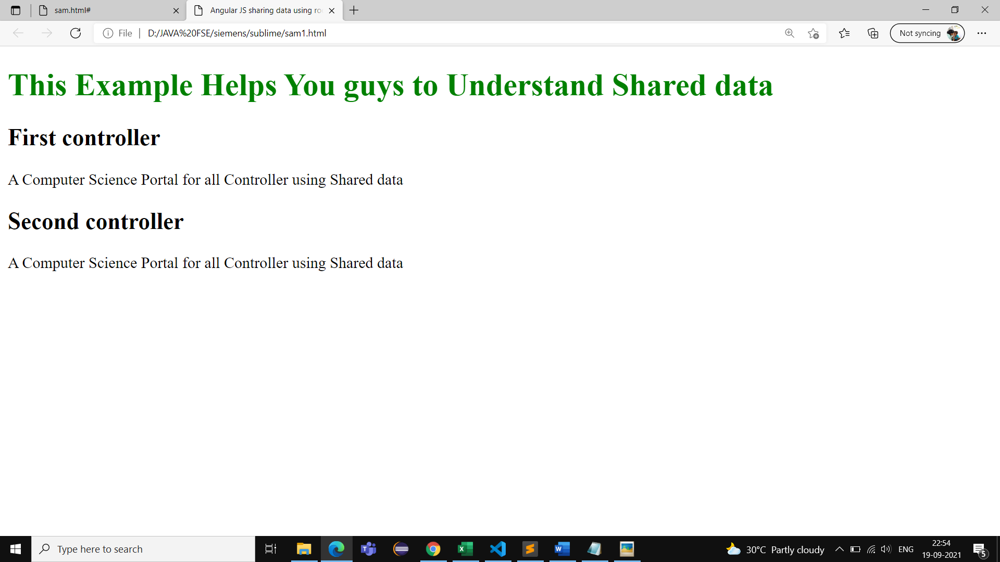 sam.html#
Angular JS sharing data using ro
File
D:/JAVA%20FSE/siemens/sublime/sam1.html
Not syncing
This Example Helps You guys to Understand Shared data
First controller
A Computer Science Portal for all Controller using Shared data
Second controller
A Computer Science Portal for all Controller using Shared data
Type here to search
30°C Partly cloudy
ENG
22:54
19-09-2021
5